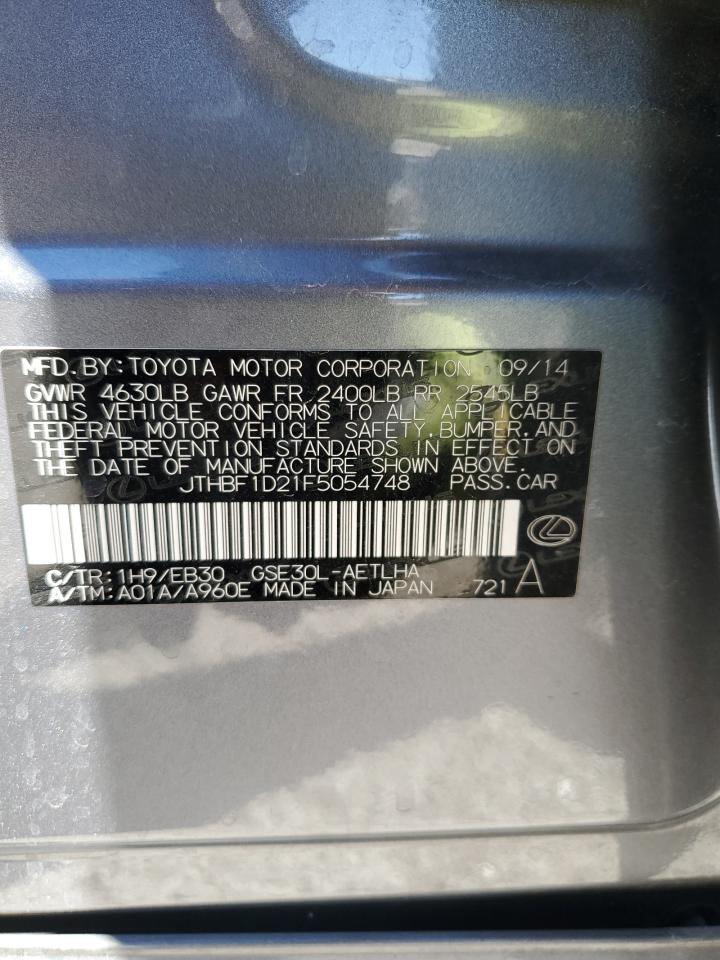 MFD.BY:TOYOTA MOTOR CORPORATION 09/14
GVWR 4630LB GAWR FR 2400LB RR 2545LB
THIS VEHICLE CONFORMS TO ALL APPLICABLE
FEDERAL MOTOR VEHICLE SAFETY,BUMPER,AND
THEFT PREVENTION STANDARDS IN EFFECT ON
THE DATE OF MANUFACTURE SHOWN ABOVE.
JTHBF1D21F5054748 PASS.CAR
C/TR:1H9/EB30 GSE30L-AETLHA
A/TM:A01A/A960E MADE IN JAPAN 721 A